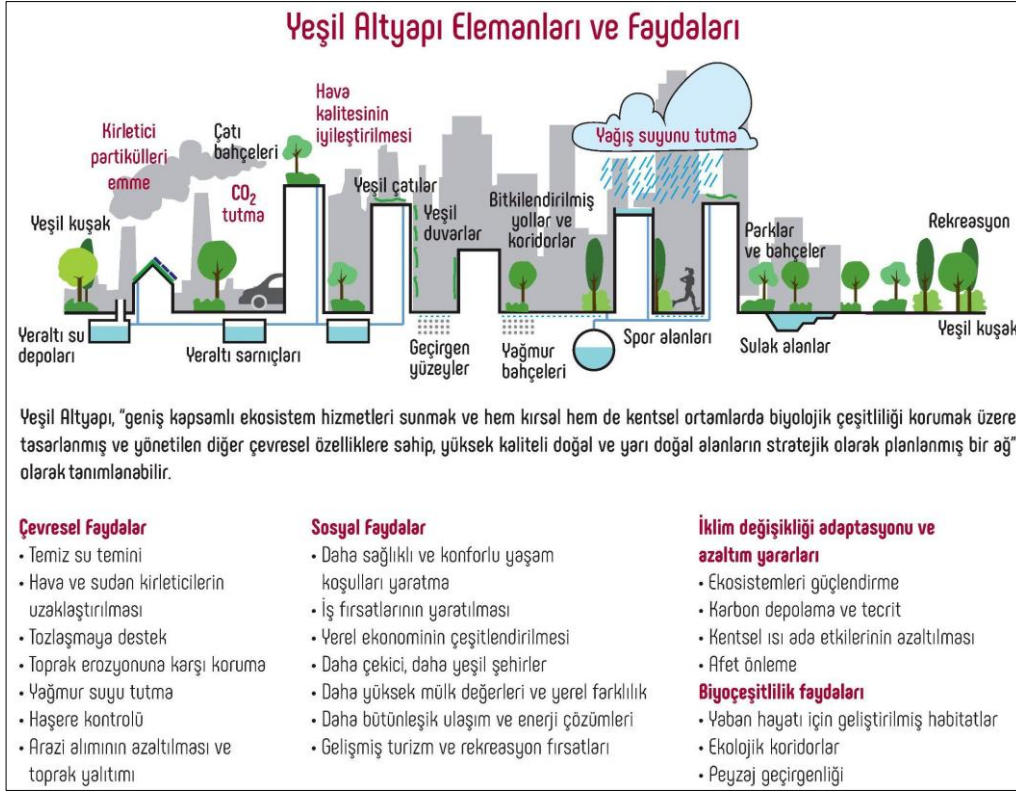 Yeşil Altyapı Elemanları ve Faydaları
Kirletici
partikülleri
emme
Çatı
bahçeleri
Hava
kalitesinin
iyileştirilmesi
Yağış suyunu tutma
CO₂
tutma
Yeşil kuşak
Yeşil çatılar
Yeşil
duvarlar
Bitkilendirilmiş
yollar ve
koridorlar
Parklar
ve bahçeler
Rekreasyon
Yeraltı su
depoları
Yeraltı sarnıçları
Geçirgen
yüzeyler
Yağmur
bahçeleri
Spor alanları
Sulak alanlar
Yeşil kuşak
Yeşil Altyapı, "geniş kapsamlı ekosistem hizmetleri sunmak ve hem kırsal hem de kentsel ortamlarda biyolojik çeşitliliği korumak üzere
tasarlanmış ve yönetilen diğer çevresel özelliklere sahip, yüksek kaliteli doğal ve yarı doğal alanların stratejik olarak planlanmış bir ağ"
olarak tanımlanabilir.
Çevresel Faydalar
• Temiz su temini
• Hava ve sudan kirleticilerin
uzaklaştırılması
• Tozlaşmaya destek
• Toprak erozyonuna karşı koruma
• Yağmur suyu tutma
• Haşere kontrolü
• Arazi alımının azaltılması ve
toprak yalıtımı
Sosyal Faydalar
• Daha sağlıklı ve konforlu yaşam
koşulları yaratma
• İş fırsatlarının yaratılması
• Yerel ekonominin çeşitlendirilmesi
• Daha çekici, daha yeşil şehirler
• Daha yüksek mülk değerleri ve yerel farklılık
• Daha bütünleşik ulaşım ve enerji çözümleri
• Gelişmiş turizm ve rekreasyon fırsatları
İklim değişikliği adaptasyonu ve
azaltım yararları
• Ekosistemleri güçlendirme
• Karbon depolama ve tecrit
• Kentsel ısı ada etkilerinin azaltılması
• Afet önleme
Biyoçeşitlilik faydaları
• Yaban hayatı için geliştirilmiş habitatlar
• Ekolojik koridorlar
• Peyzaj geçirgenliği